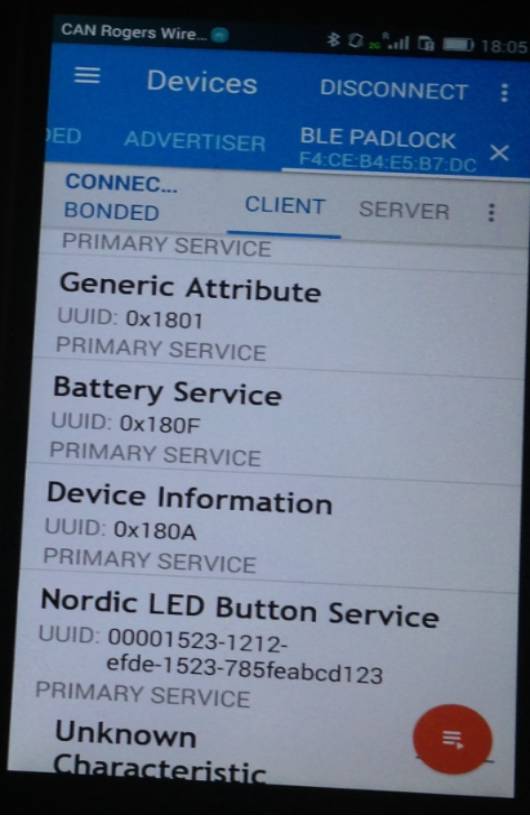 CAN Rogers Wire...
2G R 18:05
Devices DISCONNECT
DED ADVERTISER BLE PADLOCK
F4:CE:B4:E5:B7:DC
CONNEC...
BONDED CLIENT SERVER
PRIMARY SERVICE
Generic Attribute
UUID: 0x1801
PRIMARY SERVICE
Battery Service
UUID: 0x180F
PRIMARY SERVICE
Device Information
UUID: 0x180A
PRIMARY SERVICE
Nordic LED Button Service
UUID: 00001523-1212-
efde-1523-785feabcd123
PRIMARY SERVICE
Unknown
Characteristic